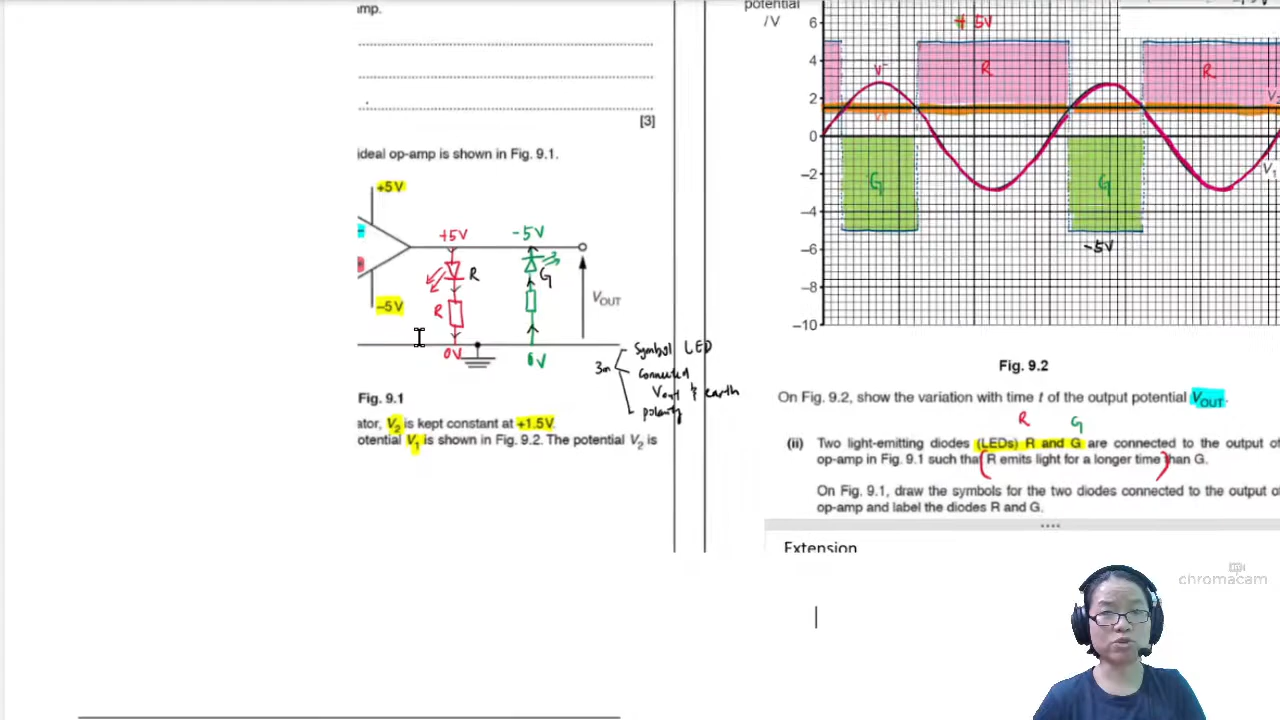 amp.
[3]
ideal op-amp is shown in Fig. 9.1.
+5V
+5V
-5V
R
G
R
VOUT
–5V
0V
0V
3m
Symbol LED
connected
Vout & earth
polarity
Fig. 9.1
ator, V2 is kept constant at +1.5V.
otential V1 is shown in Fig. 9.2. The potential V2 is
potential
/V
6
4
2
0
–2
–4
–6
–8
–10
+ 5V
V-
R
R
V+
G
G
V1
-5V
Fig. 9.2
On Fig. 9.2, show the variation with time t of the output potential VOUT.
R G
(ii) Two light-emitting diodes (LEDs) R and G are connected to the output of
op-amp in Fig. 9.1 such that (R emits light for a longer time) than G.
On Fig. 9.1, draw the symbols for the two diodes connected to the output of
op-amp and label the diodes R and G.
Extension
chromacam